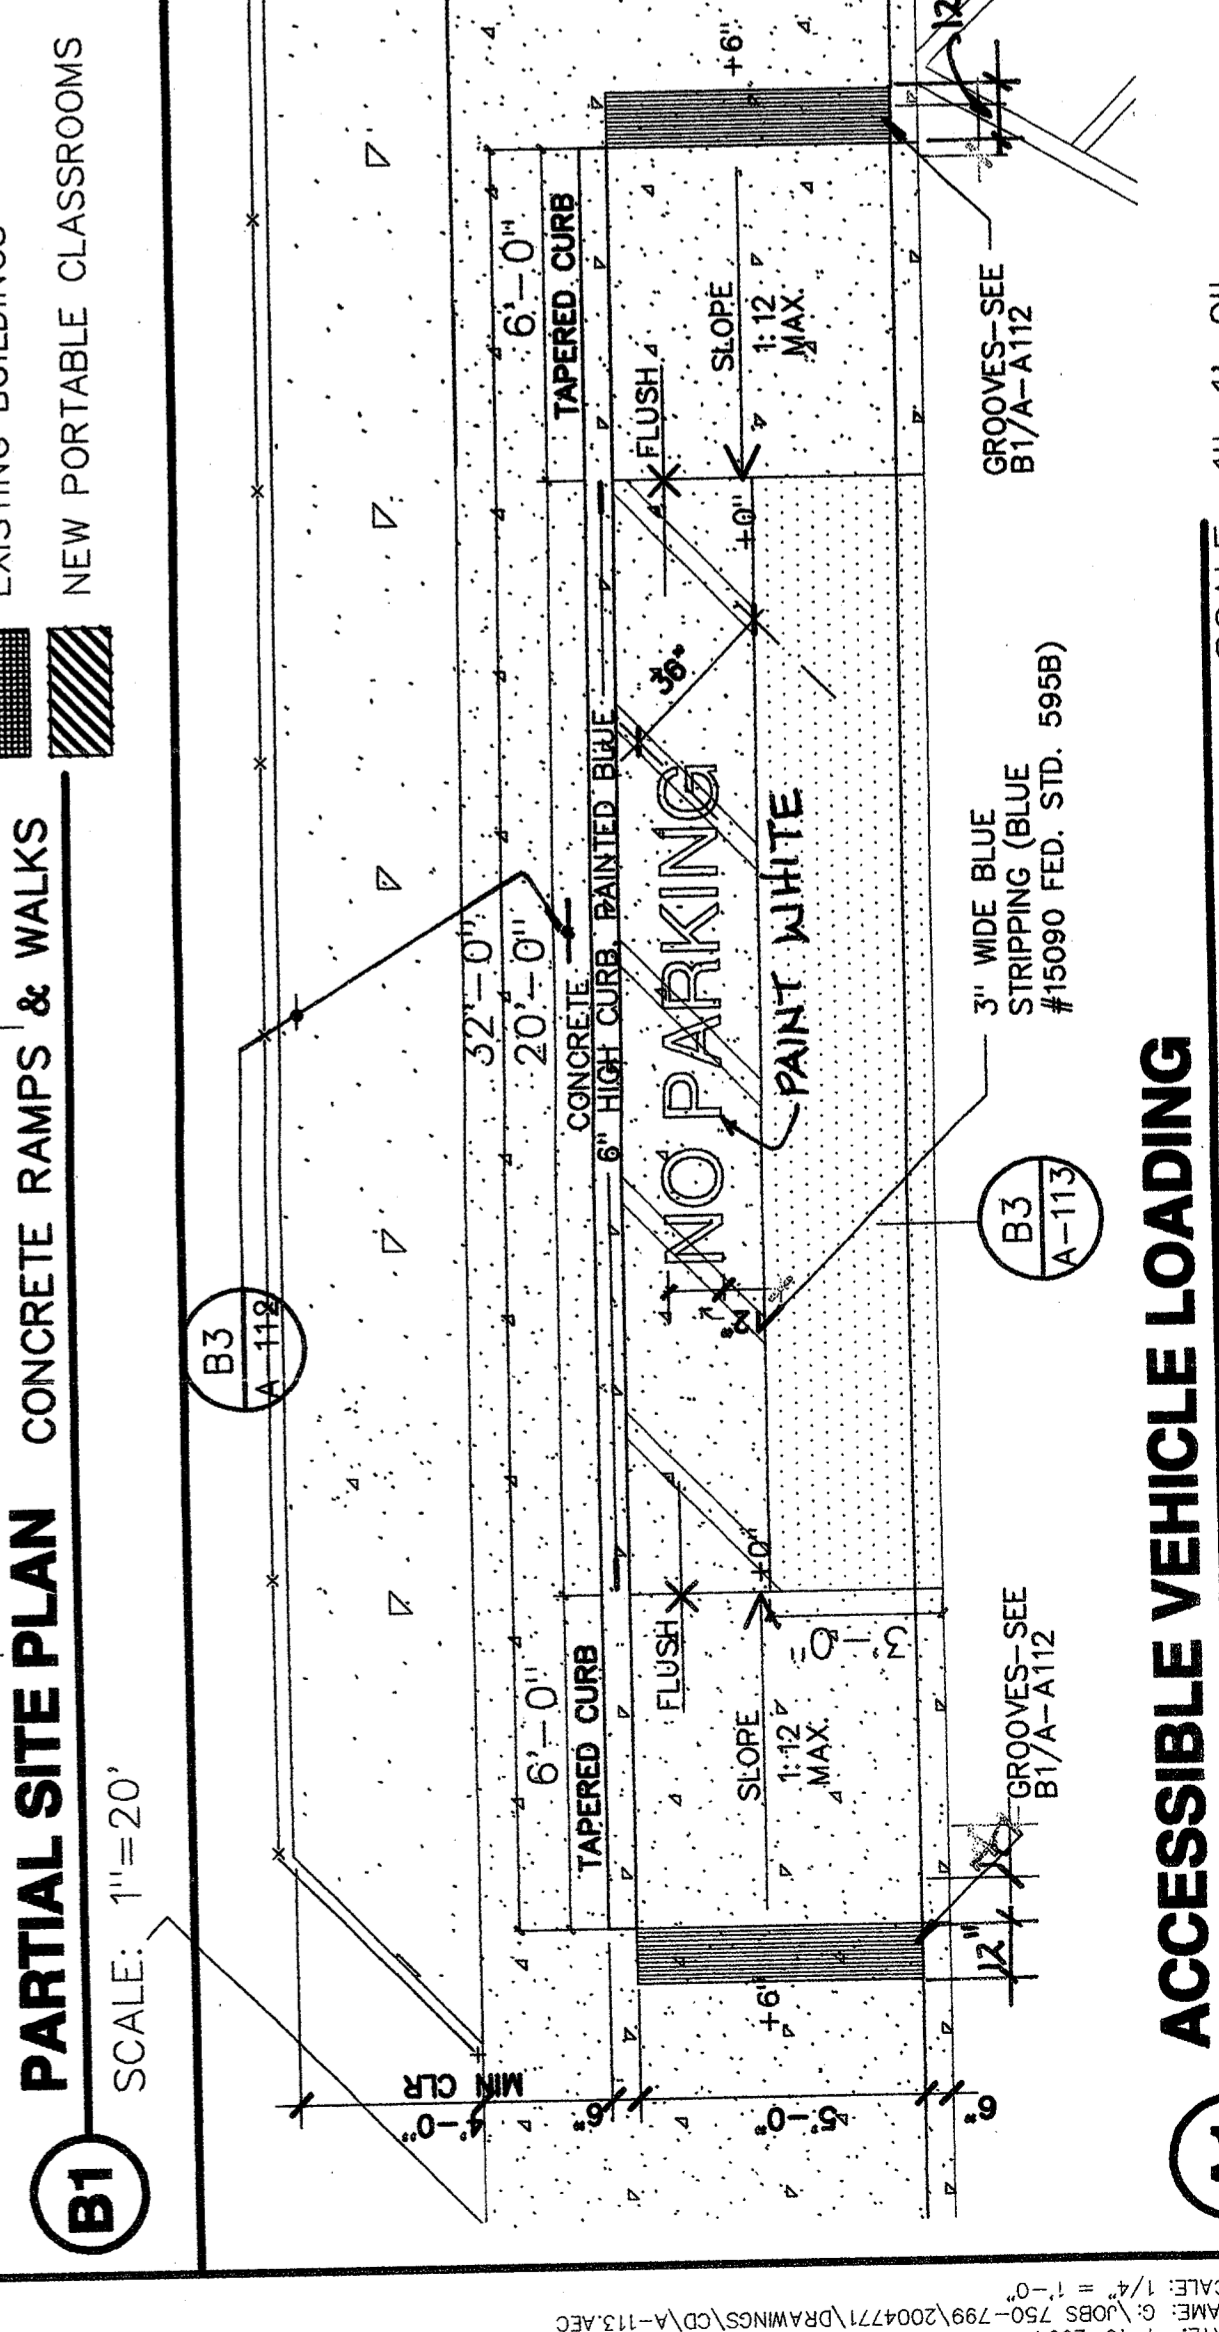 NEW PORTABLE CLASSROOMS
CONCRETE RAMPS & WALKS
B1
PARTIAL SITE PLAN
SCALE: 1"=20'
B3
A-112
32'-0"
6'-0"
20'-0"
6'-0"
TAPERED CURB
CONCRETE
TAPERED CURB
6" HIGH CURB PAINTED BLUE
FLUSH
FLUSH
36"
NO PARKING
PAINT WHITE
SLOPE
1:12
MAX.
SLOPE
1:12
MAX.
+6"
+0"
+0"
+6"
3'-0"
4'-0"
MIN CLR
6"
5'-0"
6"
12"
12
3" WIDE BLUE
STRIPPING (BLUE
#15090 FED. STD. 595B)
GROOVES-SEE
B1/A-A112
GROOVES-SEE
B1/A-A112
B3
A-113
ACCESSIBLE VEHICLE LOADING
G:\JOBS 750-799\2004771\DRAWINGS\CD\A-113.AEC
1/4" = 1'-0"